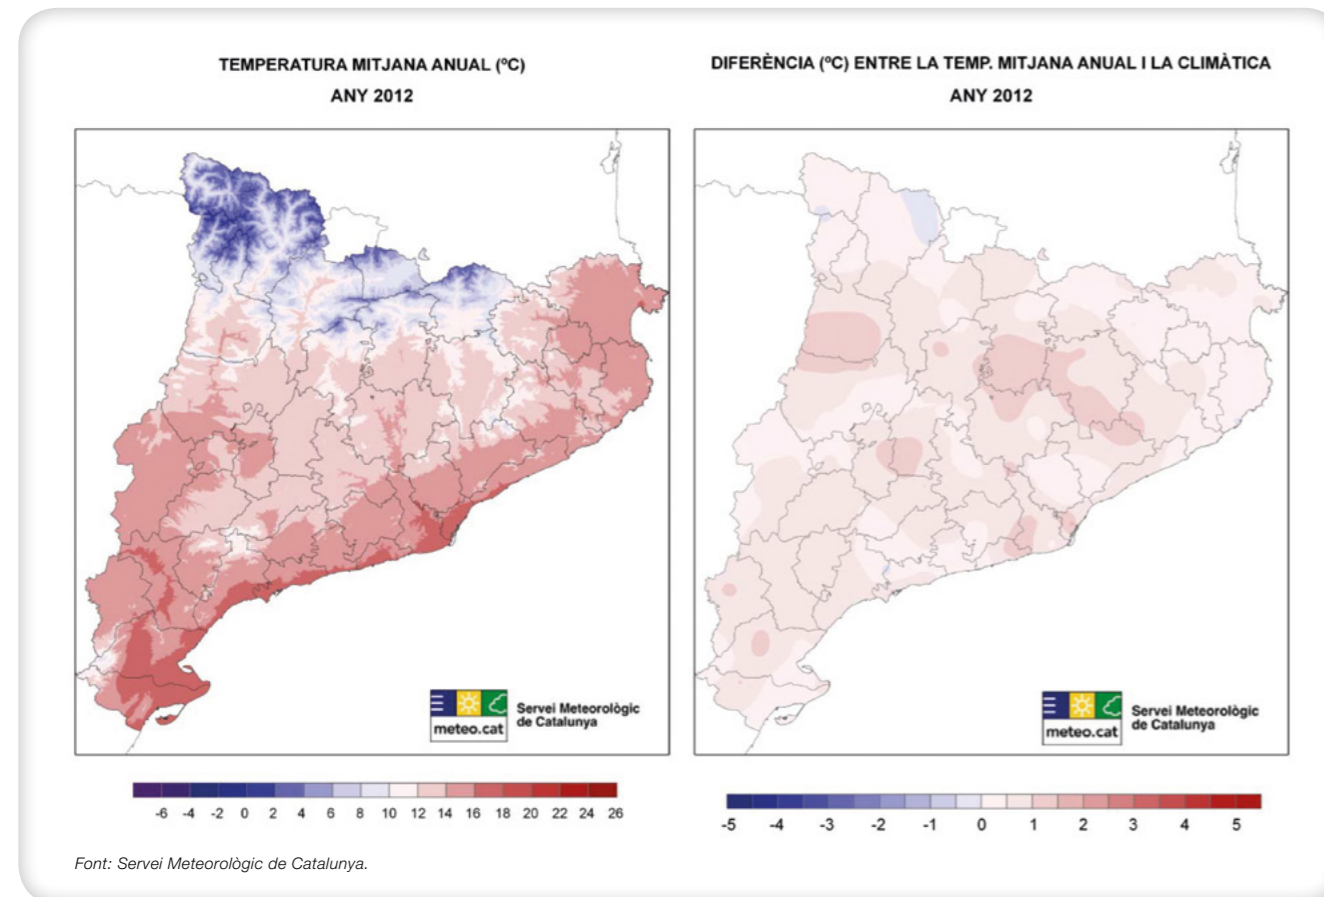 TEMPERATURA MITJANA ANUAL (ºC)
ANY 2012
DIFERÈNCIA (ºC) ENTRE LA TEMP. MITJANA ANUAL I LA CLIMÀTICA
ANY 2012
meteo.cat
Servei Meteorològic
de Catalunya
meteo.cat
Servei Meteorològic
de Catalunya
-6 -4 -2 0 2 4 6 8 10 12 14 16 18 20 22 24 26
-5 -4 -3 -2 -1 0 1 2 3 4 5
Font: Servei Meteorològic de Catalunya.